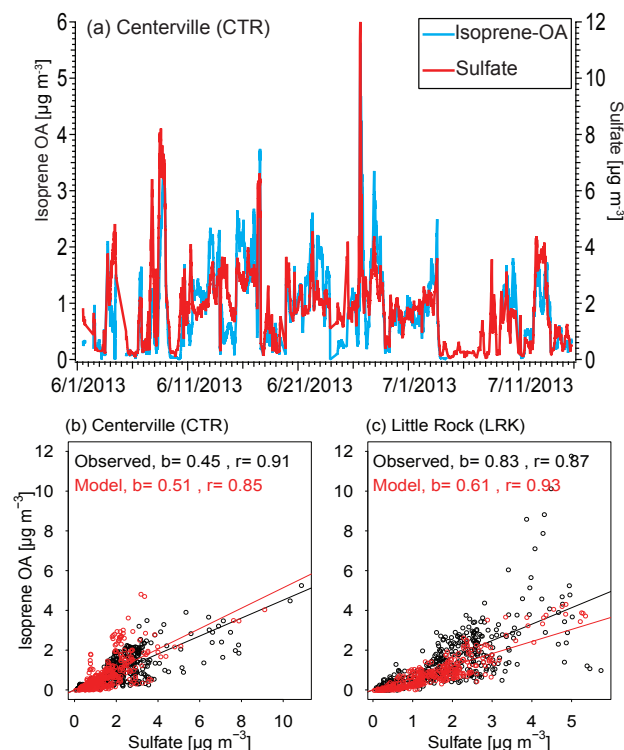 (a) Centerville (CTR)
Isoprene-OA
Sulfate
Isoprene OA [µg m-3]
6
5
4
3
2
1
0
Sulfate [µg m-3]
12
10
8
6
4
2
0
6/1/2013 6/11/2013 6/21/2013 7/1/2013 7/11/2013
(b) Centerville (CTR)
Observed, b= 0.45 , r= 0.91
Model, b= 0.51 , r= 0.85
Isoprene OA [µg m−3]
12
10
8
6
4
2
0
0 2 4 6 8 10
Sulfate [µg m−3]
(c) Little Rock (LRK)
Observed, b= 0.83 , r= 0.87
Model, b= 0.61 , r= 0.93
12
10
8
6
4
2
0
0 1 2 3 4 5
Sulfate [µg m−3]